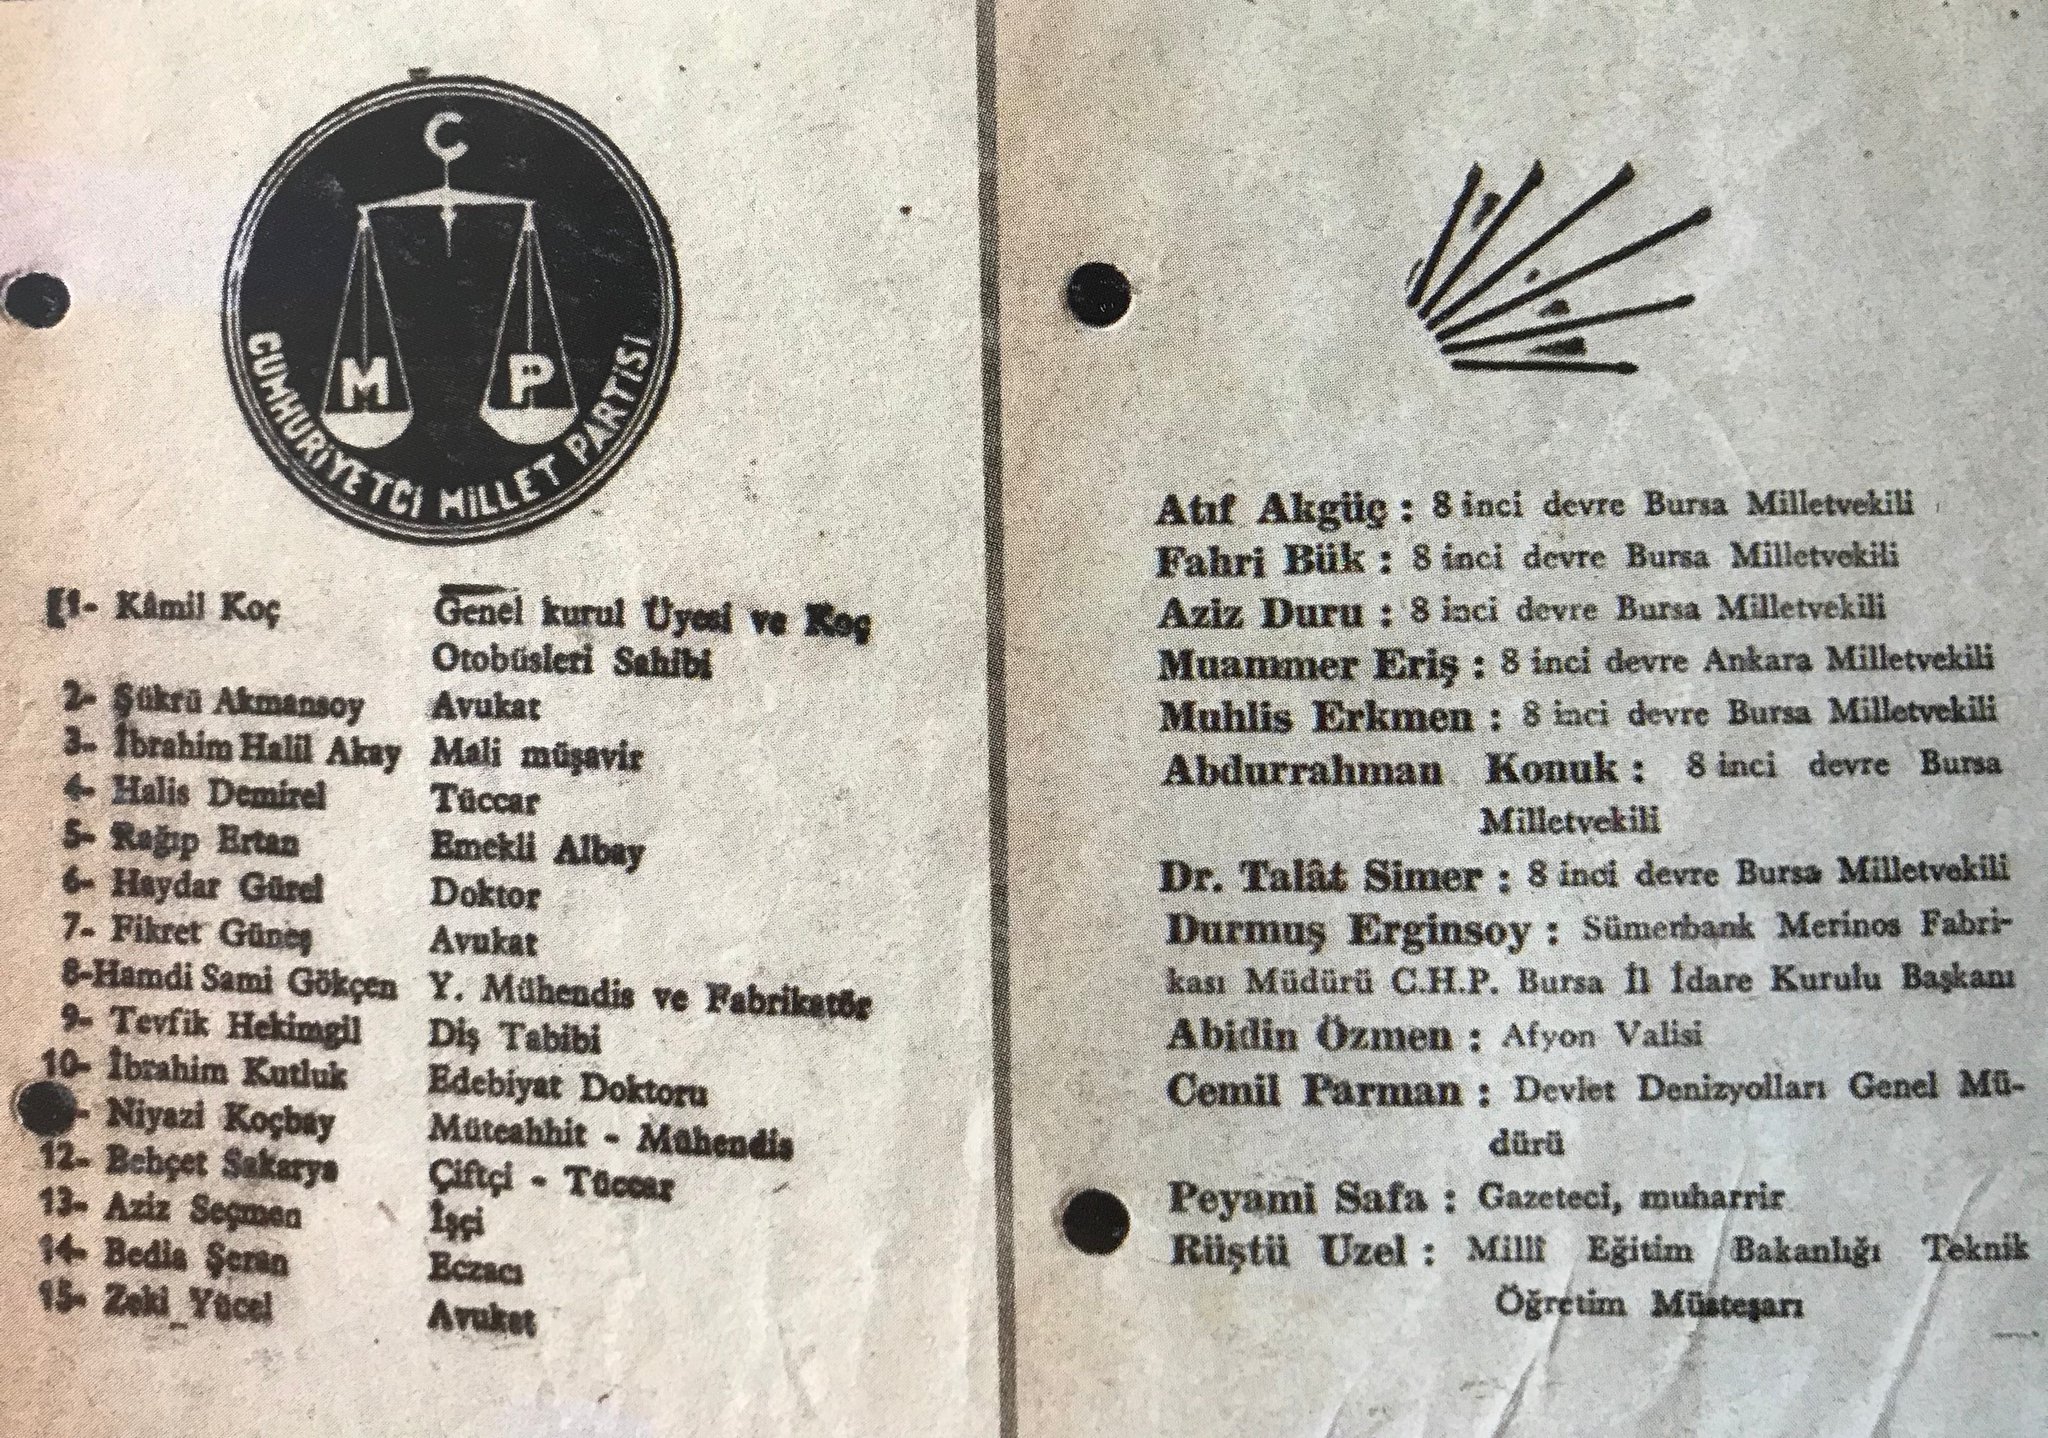 Ç
M P
CUMHURİYETÇİ MİLLET PARTİSİ
1- Kâmil Koç Genel kurul Üyesi ve Koç
Otobüsleri Sahibi
2- Şükrü Akmansoy Avukat
3- İbrahim Halil Akay Mali müşavir
4- Halis Demirel Tüccar
5- Rağıp Ertan Emekli Albay
6- Haydar Gürel Doktor
7- Fikret Güneş Avukat
8-Hamdi Sami Gökçen Y. Mühendis ve Fabrikatör
9- Tevfik Hekimgil Diş Tabibi
10- İbrahim Kutluk Edebiyat Doktoru
- Niyazi Koçbay Müteahhit - Mühendis
12- Behçet Sakarya Çiftçi - Tüccar
13- Aziz Seçmen İşçi
14- Bedia Şeran Eczacı
15- Zeki Yücel Avukat
Atıf Akgüç : 8 inci devre Bursa Milletvekili
Fahri Bük : 8 inci devre Bursa Milletvekili
Aziz Duru : 8 inci devre Bursa Milletvekili
Muammer Eriş : 8 inci devre Ankara Milletvekili
Muhlis Erkmen : 8 inci devre Bursa Milletvekili
Abdurrahman Konuk : 8 inci devre Bursa
Milletvekili
Dr. Talât Simer : 8 inci devre Bursa Milletvekili
Durmuş Erginsoy : Sümerbank Merinos Fabri-
kası Müdürü C.H.P. Bursa İl İdare Kurulu Başkanı
Abidin Özmen : Afyon Valisi
Cemil Parman : Devlet Denizyolları Genel Mü-
dürü
Peyami Safa : Gazeteci, muharrir
Rüştü Uzel : Millî Eğitim Bakanlığı Teknik
Öğretim Müsteşarı